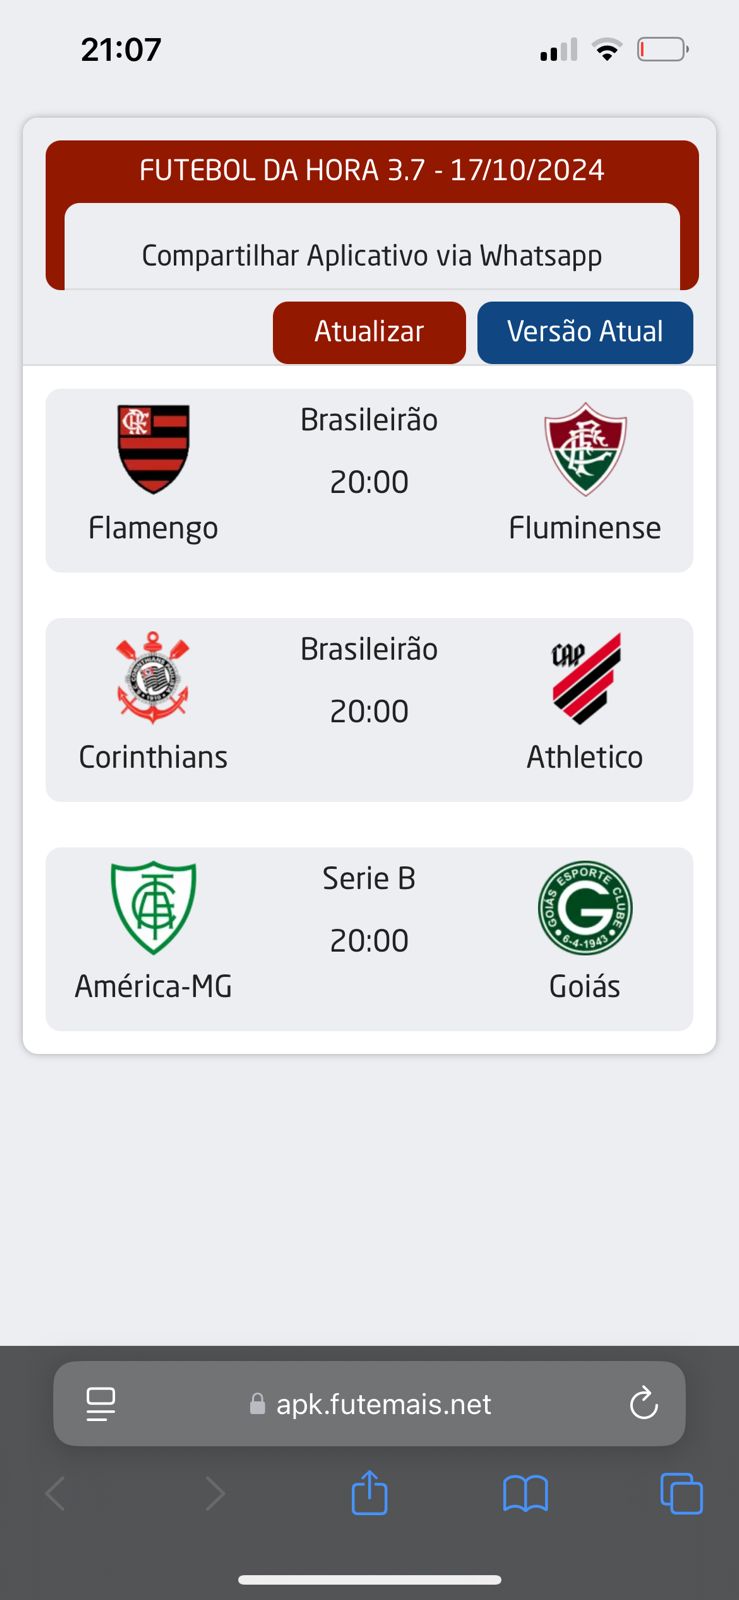 21:07
FUTEBOL DA HORA 3.7 - 17/10/2024
Compartilhar Aplicativo via Whatsapp
Atualizar
Versão Atual
Brasileirão
20:00
Flamengo
Fluminense
Brasileirão
20:00
CAP
Corinthians
Athletico
Serie B
20:00
GOIÁS ESPORTE CLUBE
G
6-4-1943
América-MG
Goiás
apk.futemais.net